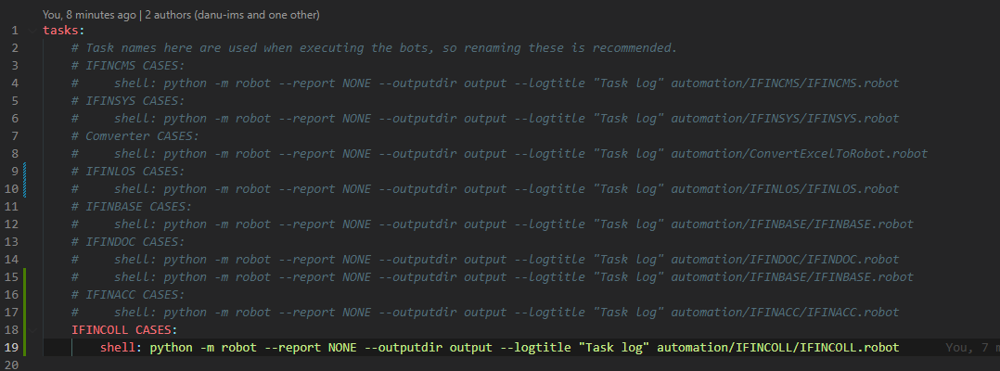 You, 8 minutes ago | 2 authors (danu-ims and one other)
1 tasks:
2 # Task names here are used when executing the bots, so renaming these is recommended.
3 # IFINCMS CASES:
4 #     shell: python -m robot --report NONE --outputdir output --logtitle "Task log" automation/IFINCMS/IFINCMS.robot
5 # IFINSYS CASES:
6 #     shell: python -m robot --report NONE --outputdir output --logtitle "Task log" automation/IFINSYS/IFINSYS.robot
7 # Comverter CASES:
8 #     shell: python -m robot --report NONE --outputdir output --logtitle "Task log" automation/ConvertExcelToRobot.robot
9 # IFINLOS CASES:
10 #     shell: python -m robot --report NONE --outputdir output --logtitle "Task log" automation/IFINLOS/IFINLOS.robot
11 # IFINBASE CASES:
12 #     shell: python -m robot --report NONE --outputdir output --logtitle "Task log" automation/IFINBASE/IFINBASE.robot
13 # IFINDOC CASES:
14 #     shell: python -m robot --report NONE --outputdir output --logtitle "Task log" automation/IFINDOC/IFINDOC.robot
15 #     shell: python -m robot --report NONE --outputdir output --logtitle "Task log" automation/IFINBASE/IFINBASE.robot
16 # IFINACC CASES:
17 #     shell: python -m robot --report NONE --outputdir output --logtitle "Task log" automation/IFINACC/IFINACC.robot
18 IFINCOLL CASES:
19 shell: python -m robot --report NONE --outputdir output --logtitle "Task log" automation/IFINCOLL/IFINCOLL.robot You, 7 m
20